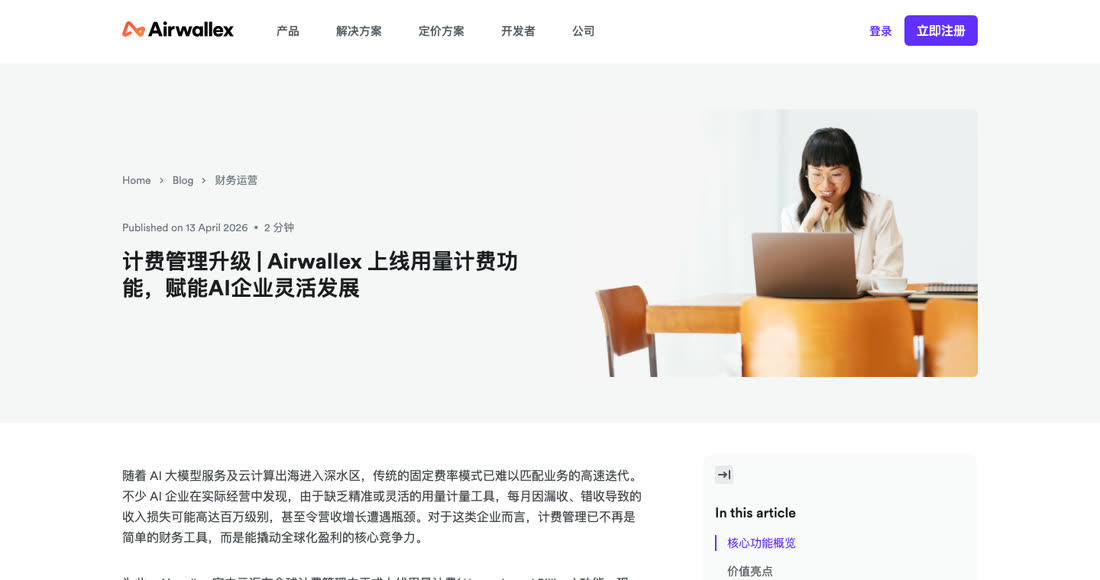 Airwallex
产品
解决方案
定价方案
开发者
公司
登录
立即注册
Home > Blog > 财务运营
Published on 13 April 2026 • 2 分钟
计费管理升级 | Airwallex 上线用量计费功
能，赋能AI企业灵活发展
随着 AI 大模型服务及云计算出海进入深水区，传统的固定费率模式已难以匹配业务的高速迭代。
不少 AI 企业在实际经营中发现，由于缺乏精准或灵活的用量计量工具，每月因漏收、错收导致的
收入损失可能高达百万级别，甚至令营收增长遭遇瓶颈。对于这类企业而言，计费管理已不再是
简单的财务工具，而是能撬动全球化盈利的核心竞争力。
In this article
核心功能概览
价值亮点